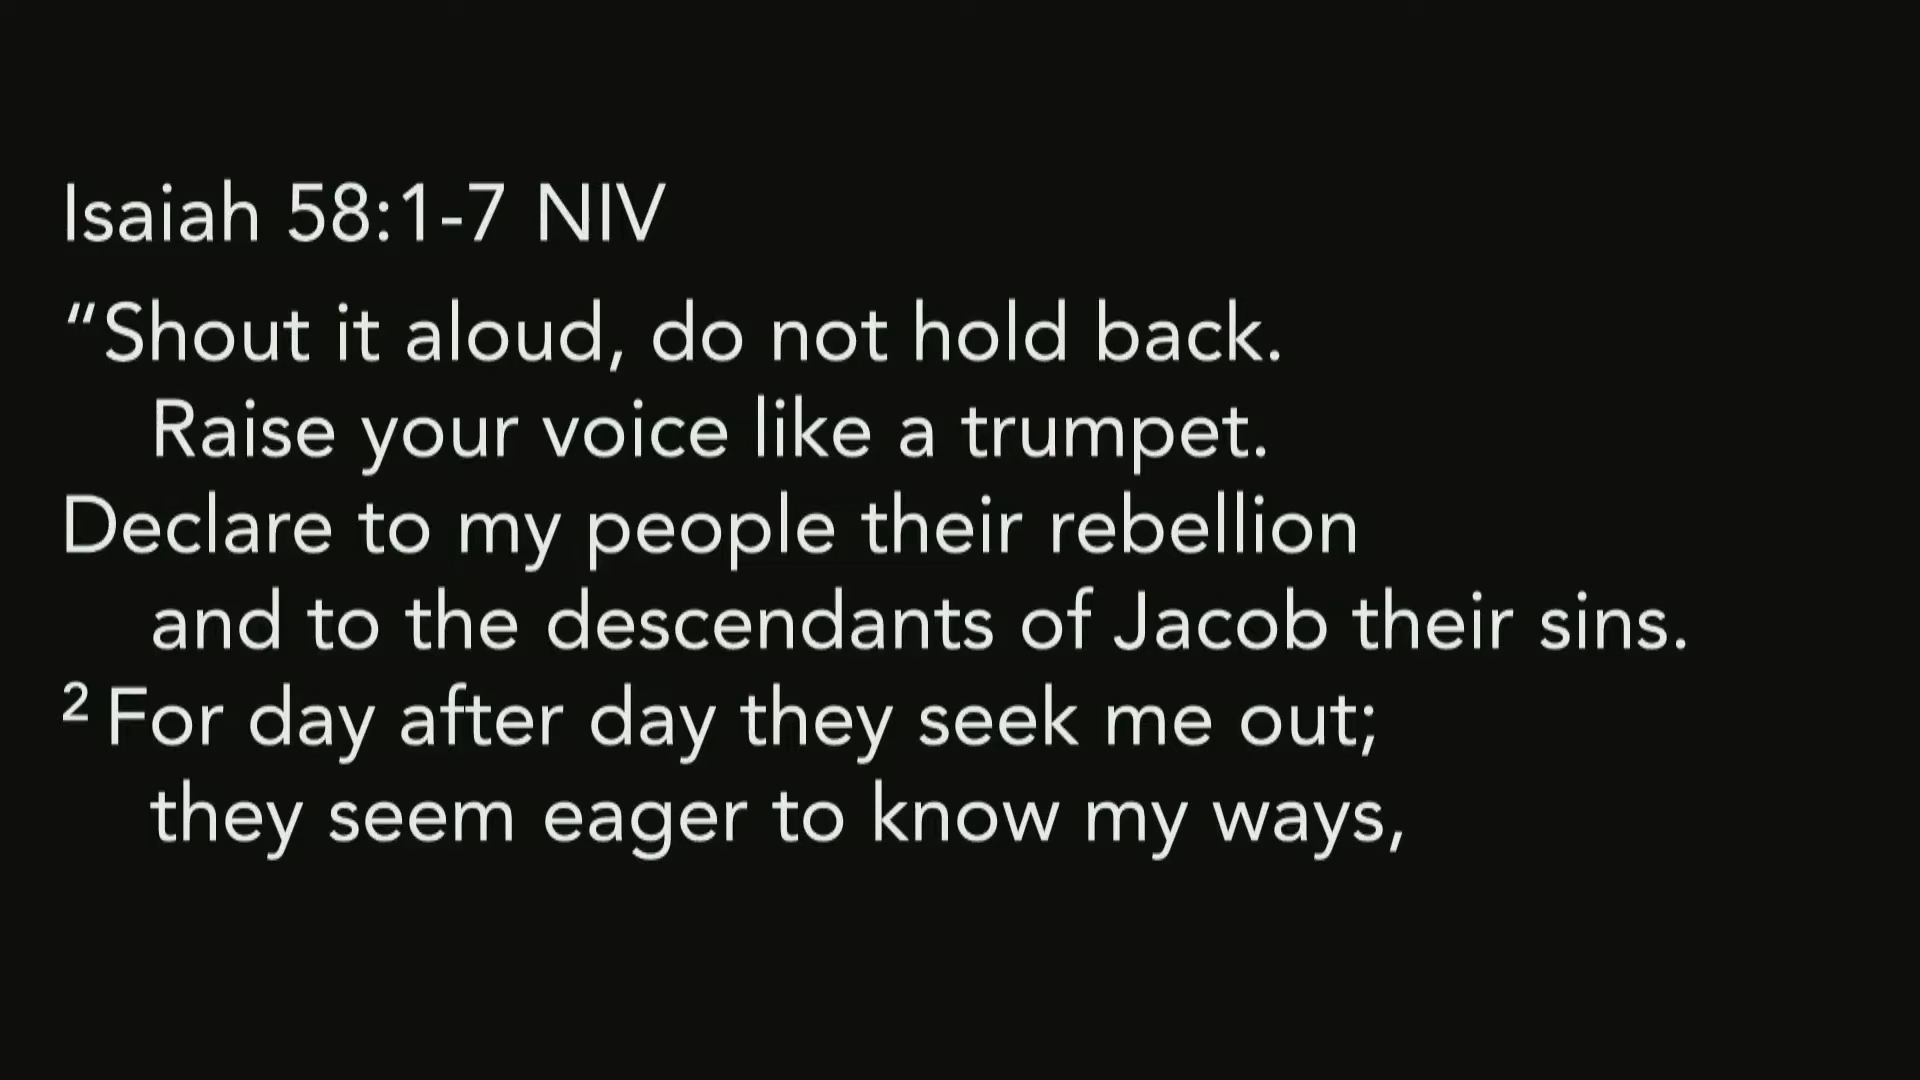 Isaiah 58:1-7 NIV
“Shout it aloud, do not hold back.
Raise your voice like a trumpet.
Declare to my people their rebellion
and to the descendants of Jacob their sins.
² For day after day they seek me out;
they seem eager to know my ways,